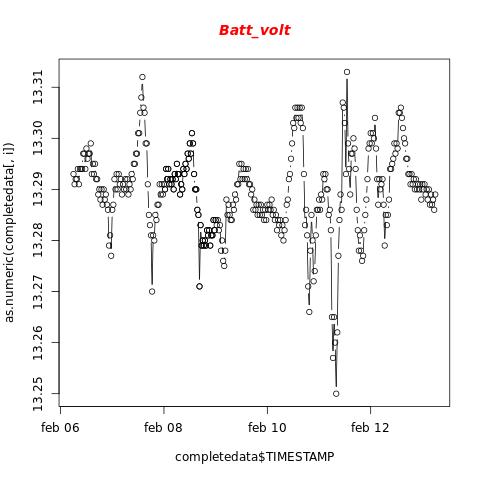 Batt_volt
as.numeric(completedata[, i])
13.31
13.30
13.29
13.28
13.27
13.26
13.25
feb 06
feb 08
feb 10
feb 12
completedata$TIMESTAMP